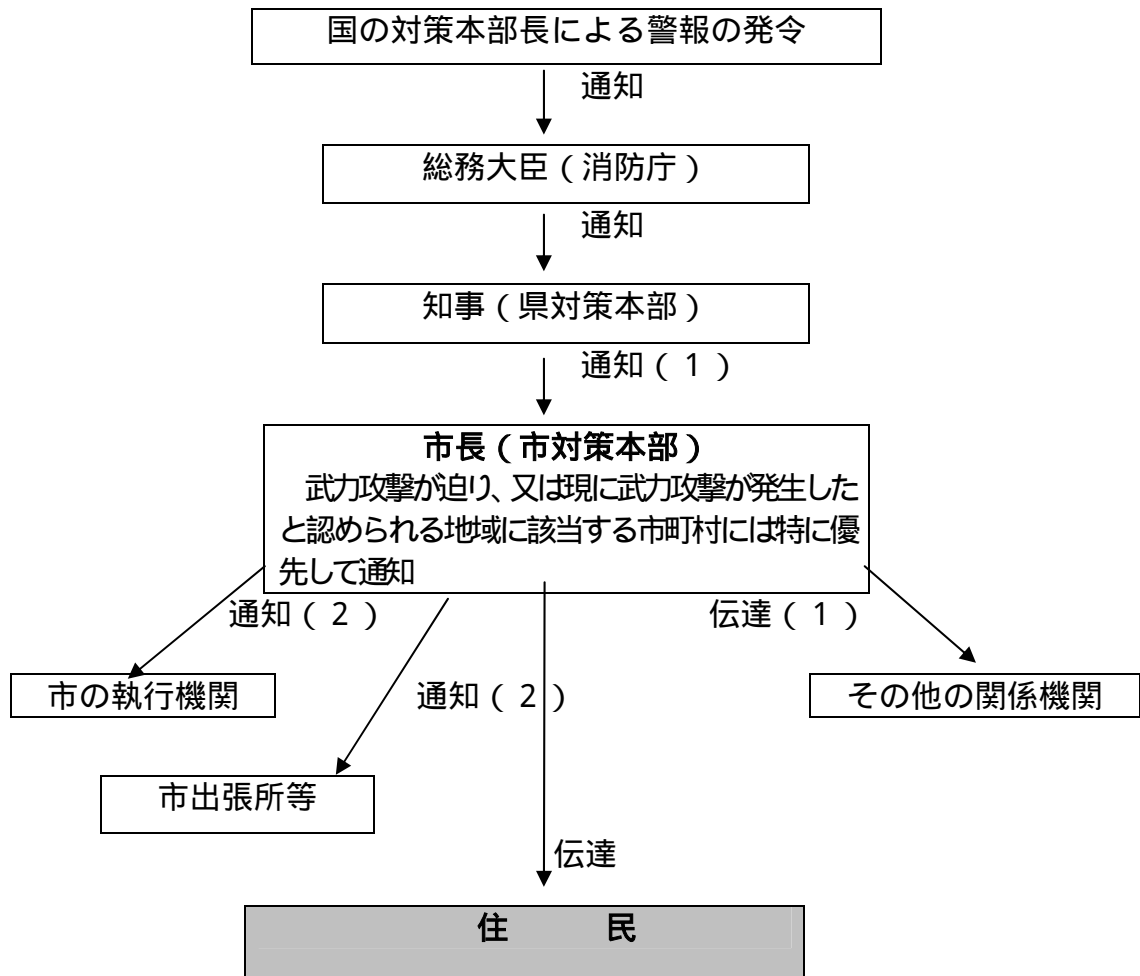 国の対策本部長による警報の発令
通知
総務大臣（消防庁）
通知
知事（県対策本部）
通知（１）
市長（市対策本部）
武力攻撃が迫り、又は現に武力攻撃が発生した
と認められる地域に該当する市町村には特に優
先して通知
通知（２）
伝達（１）
市の執行機関
通知（２）
その他の関係機関
市出張所等
伝達
住　　民